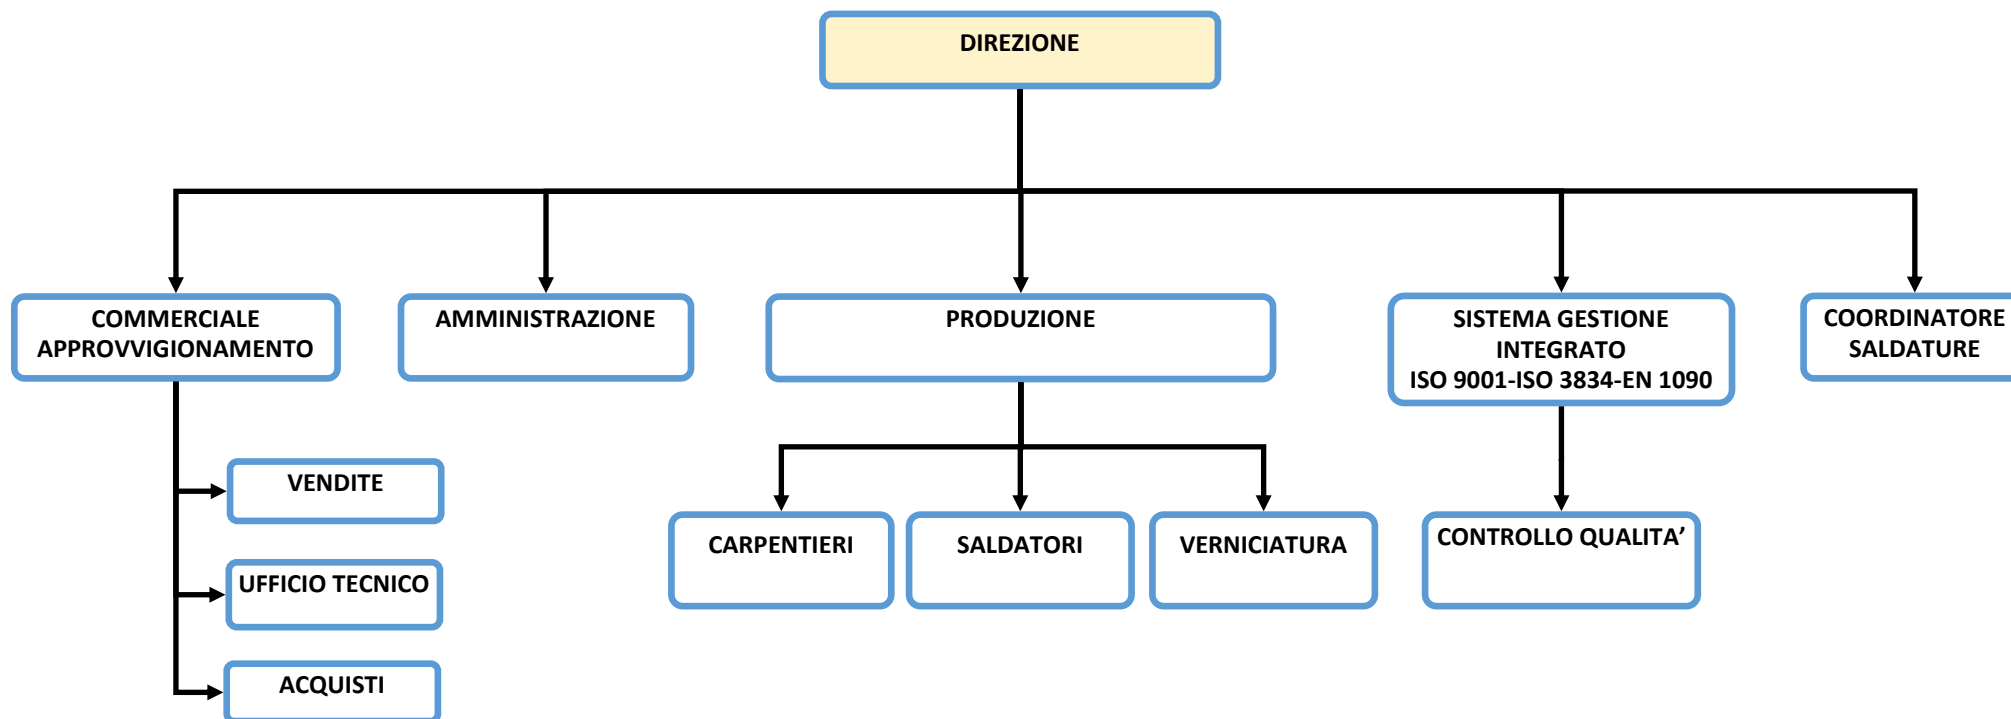 DIREZIONE
COMMERCIALE
APPROVVIGIONAMENTO
AMMINISTRAZIONE
PRODUZIONE
SISTEMA GESTIONE
INTEGRATO
ISO 9001-ISO 3834-EN 1090
COORDINATORE
SALDATURE
VENDITE
UFFICIO TECNICO
ACQUISTI
CARPENTIERI
SALDATORI
VERNICIATURA
CONTROLLO QUALITA’